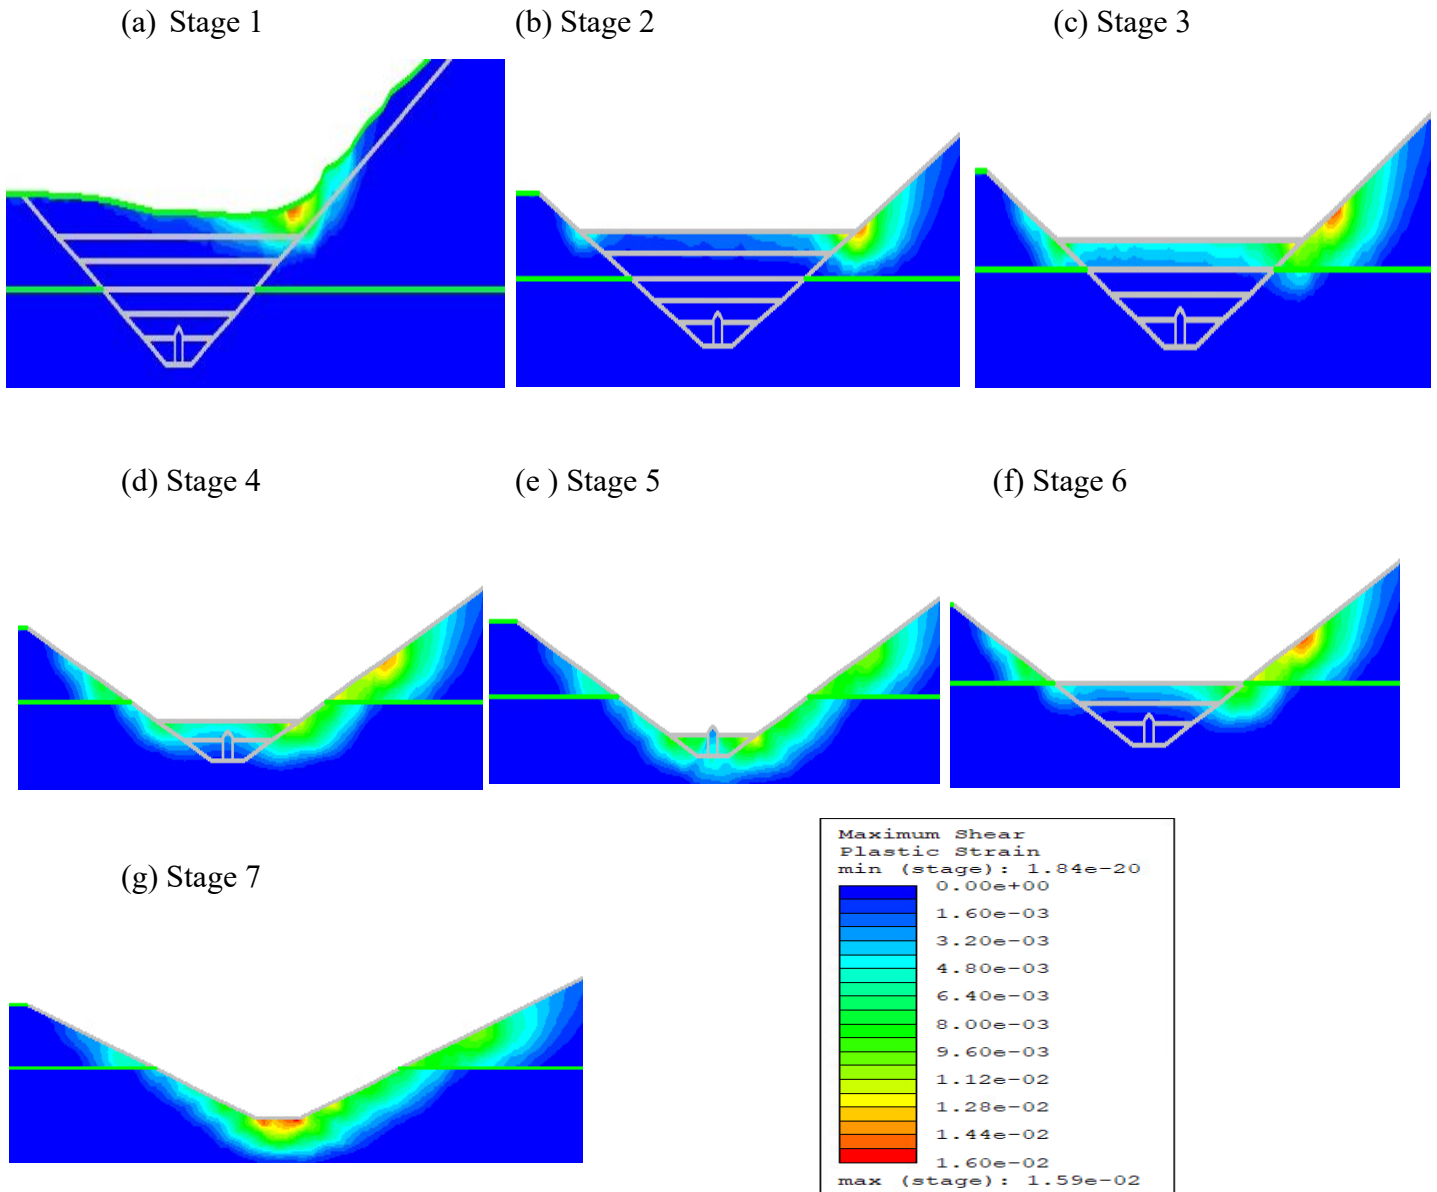 (a) Stage 1
(b) Stage 2
(c) Stage 3
(d) Stage 4
(e ) Stage 5
(f) Stage 6
(g) Stage 7
Maximum Shear
Plastic Strain
min (stage): 1.84e-20
0.00e+00
1.60e-03
3.20e-03
4.80e-03
6.40e-03
8.00e-03
9.60e-03
1.12e-02
1.28e-02
1.44e-02
1.60e-02
max (stage): 1.59e-02